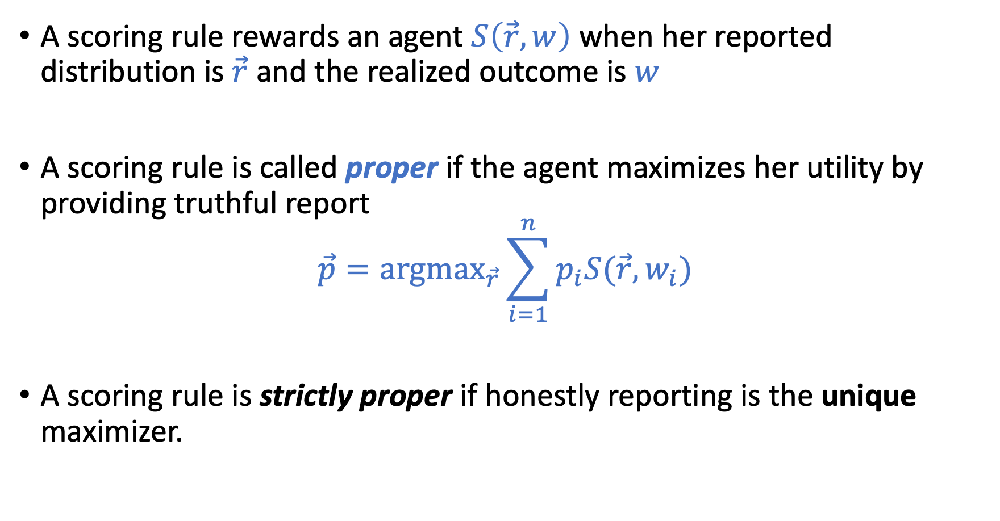 • A scoring rule rewards an agent $S(\vec{r}, w)$ when her reported
distribution is $\vec{r}$ and the realized outcome is $w$
• A scoring rule is called proper if the agent maximizes her utility by
providing truthful report
$\vec{p} = \text{argmax}_{\vec{r}} \sum_{i=1}^{n} p_i S(\vec{r}, w_i)$
• A scoring rule is strictly proper if honestly reporting is the unique
maximizer.